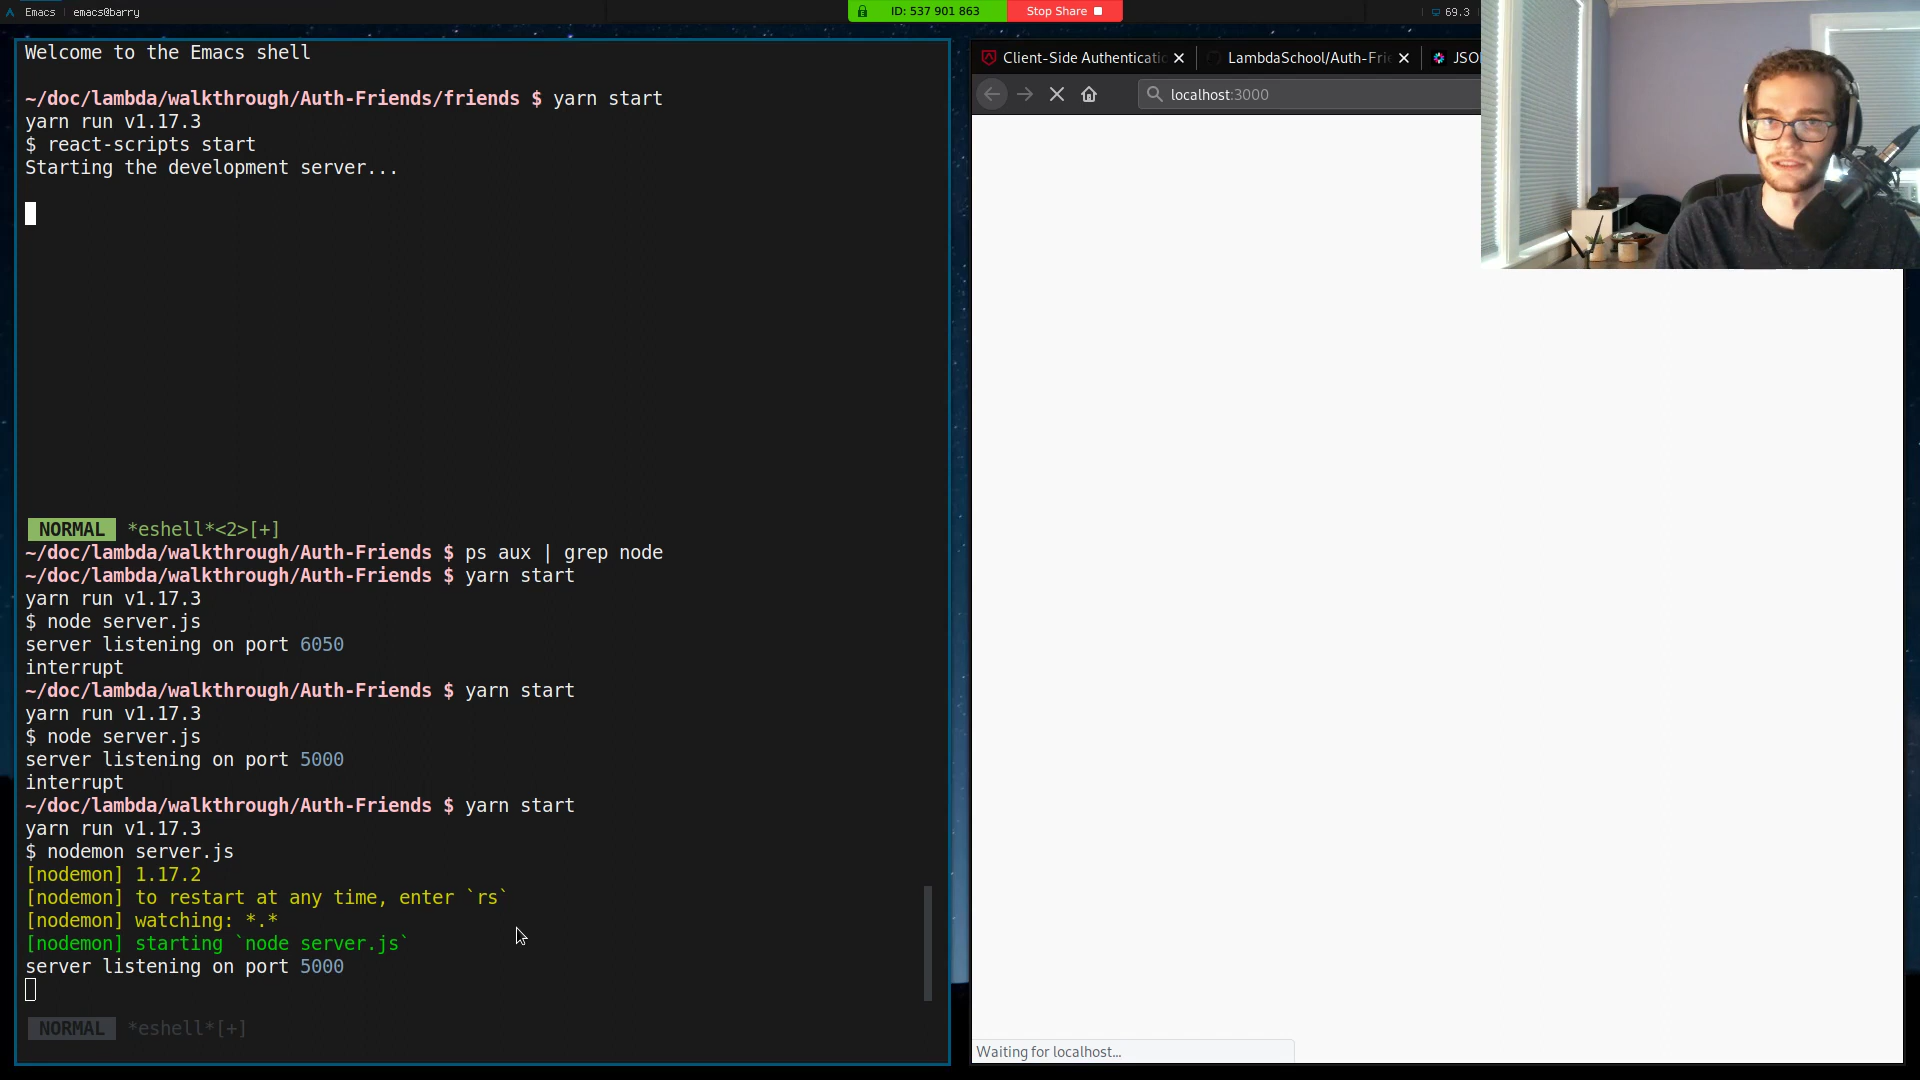 Emacs emacs@barry
ID: 537 901 863
Stop Share
69.3
Welcome to the Emacs shell
~/doc/lambda/walkthrough/Auth-Friends/friends $ yarn start
yarn run v1.17.3
$ react-scripts start
Starting the development server...
NORMAL *eshell*<2>[+]
~/doc/lambda/walkthrough/Auth-Friends $ ps aux | grep node
~/doc/lambda/walkthrough/Auth-Friends $ yarn start
yarn run v1.17.3
$ node server.js
server listening on port 6050
interrupt
~/doc/lambda/walkthrough/Auth-Friends $ yarn start
yarn run v1.17.3
$ node server.js
server listening on port 5000
interrupt
~/doc/lambda/walkthrough/Auth-Friends $ yarn start
yarn run v1.17.3
$ nodemon server.js
[nodemon] 1.17.2
[nodemon] to restart at any time, enter `rs`
[nodemon] watching: *.*
[nodemon] starting `node server.js`
server listening on port 5000
NORMAL *eshell*[+]
Client-Side Authenticatio
LambdaSchool/Auth-Frie
JSO
localhost:3000
Waiting for localhost...